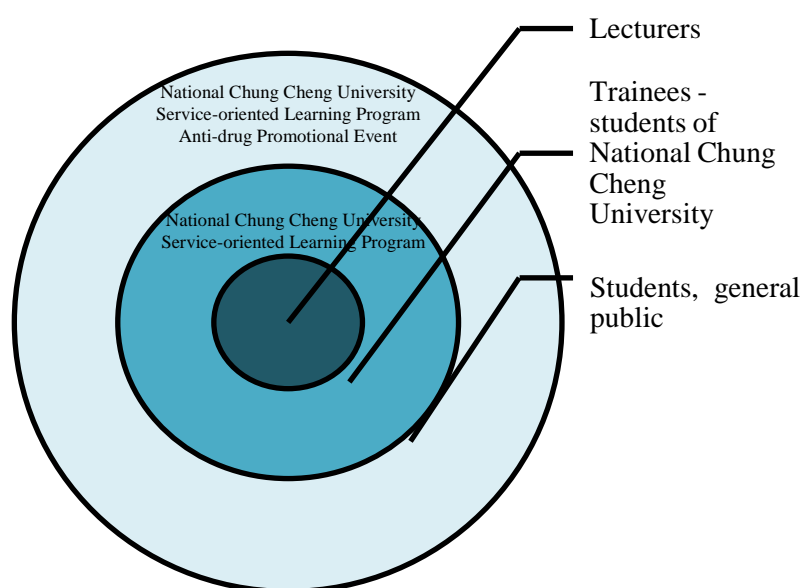 Lecturers
National Chung Cheng University
Service-oriented Learning Program
Anti-drug Promotional Event
Trainees -
students of
National Chung
Cheng
University
National Chung Cheng University
Service-oriented Learning Program
Students, general
public